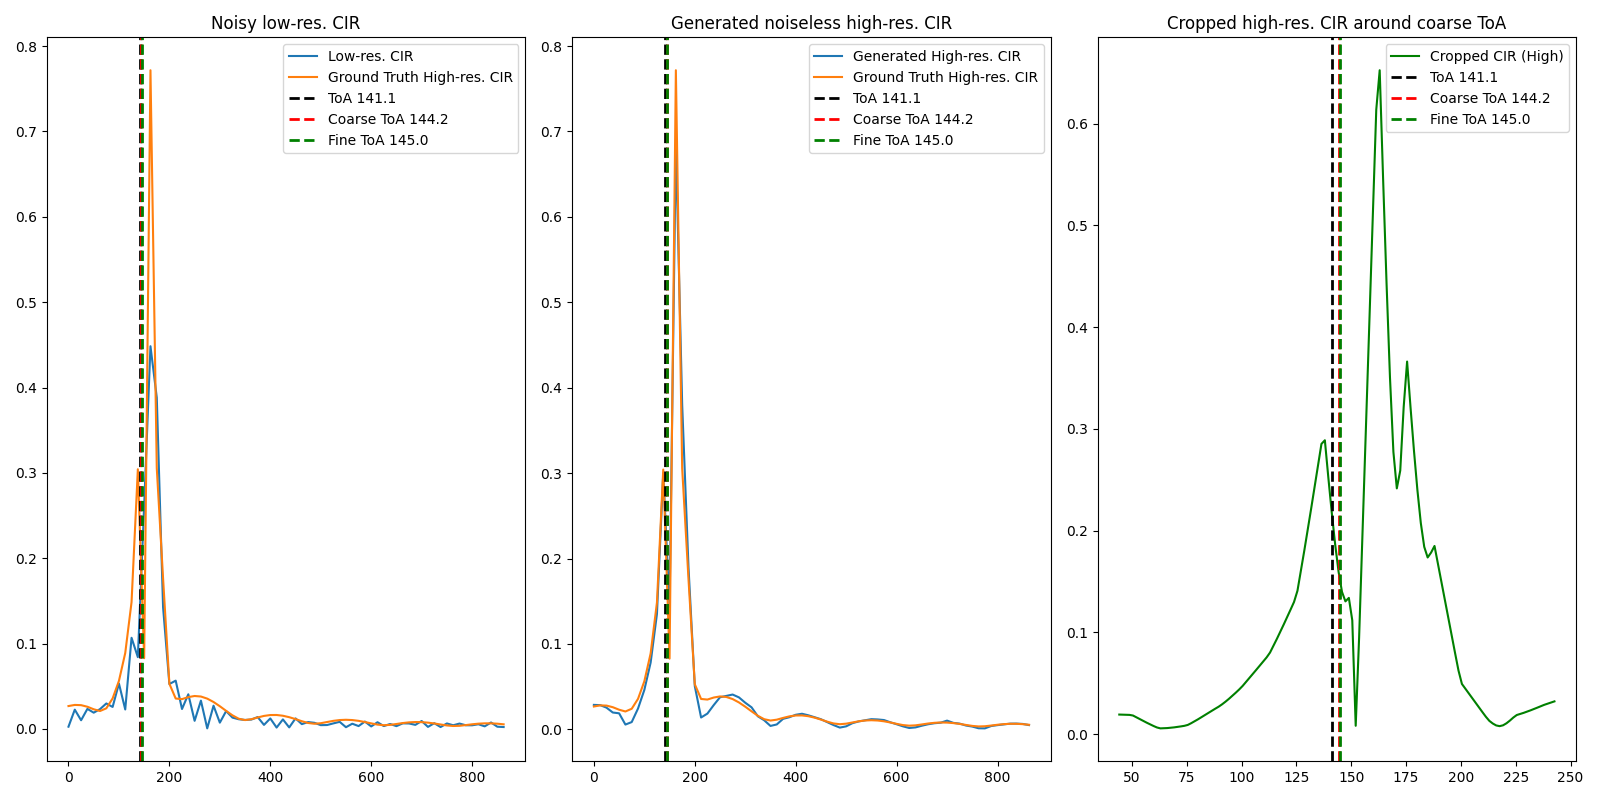 Noisy low-res. CIR
Low-res. CIR
Ground Truth High-res. CIR
ToA 141.1
Coarse ToA 144.2
Fine ToA 145.0
0.8
0.7
0.6
0.5
0.4
0.3
0.2
0.1
0.0
0 200 400 600 800
Generated noiseless high-res. CIR
Generated High-res. CIR
Ground Truth High-res. CIR
ToA 141.1
Coarse ToA 144.2
Fine ToA 145.0
0.8
0.7
0.6
0.5
0.4
0.3
0.2
0.1
0.0
0 200 400 600 800
Cropped high-res. CIR around coarse ToA
Cropped CIR (High)
ToA 141.1
Coarse ToA 144.2
Fine ToA 145.0
0.6
0.5
0.4
0.3
0.2
0.1
0.0
50 75 100 125 150 175 200 225 250